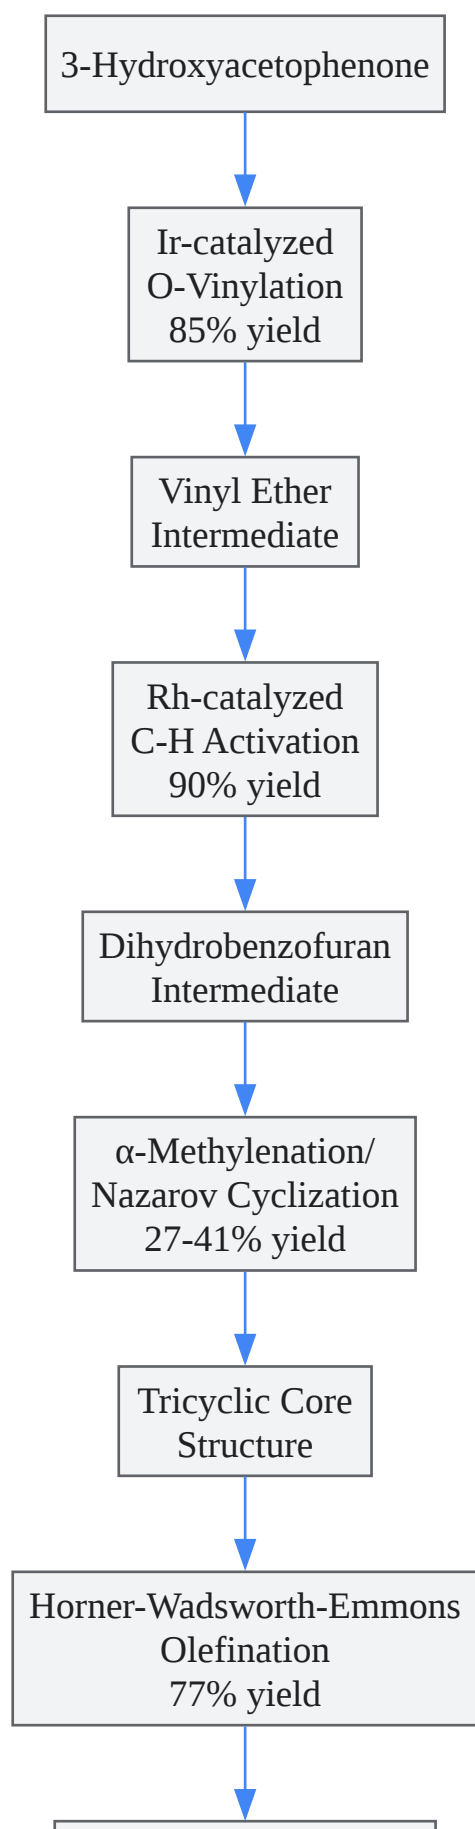 3-Hydroxyacetophenone
Ir-catalyzed
O-Vinylation
85% yield
Vinyl Ether
Intermediate
Rh-catalyzed
C-H Activation
90% yield
Dihydrobenzofuran
Intermediate
α-Methylenation/
Nazarov Cyclization
27-41% yield
Tricyclic Core
Structure
Horner-Wadsworth-Emmons
Olefination
77% yield